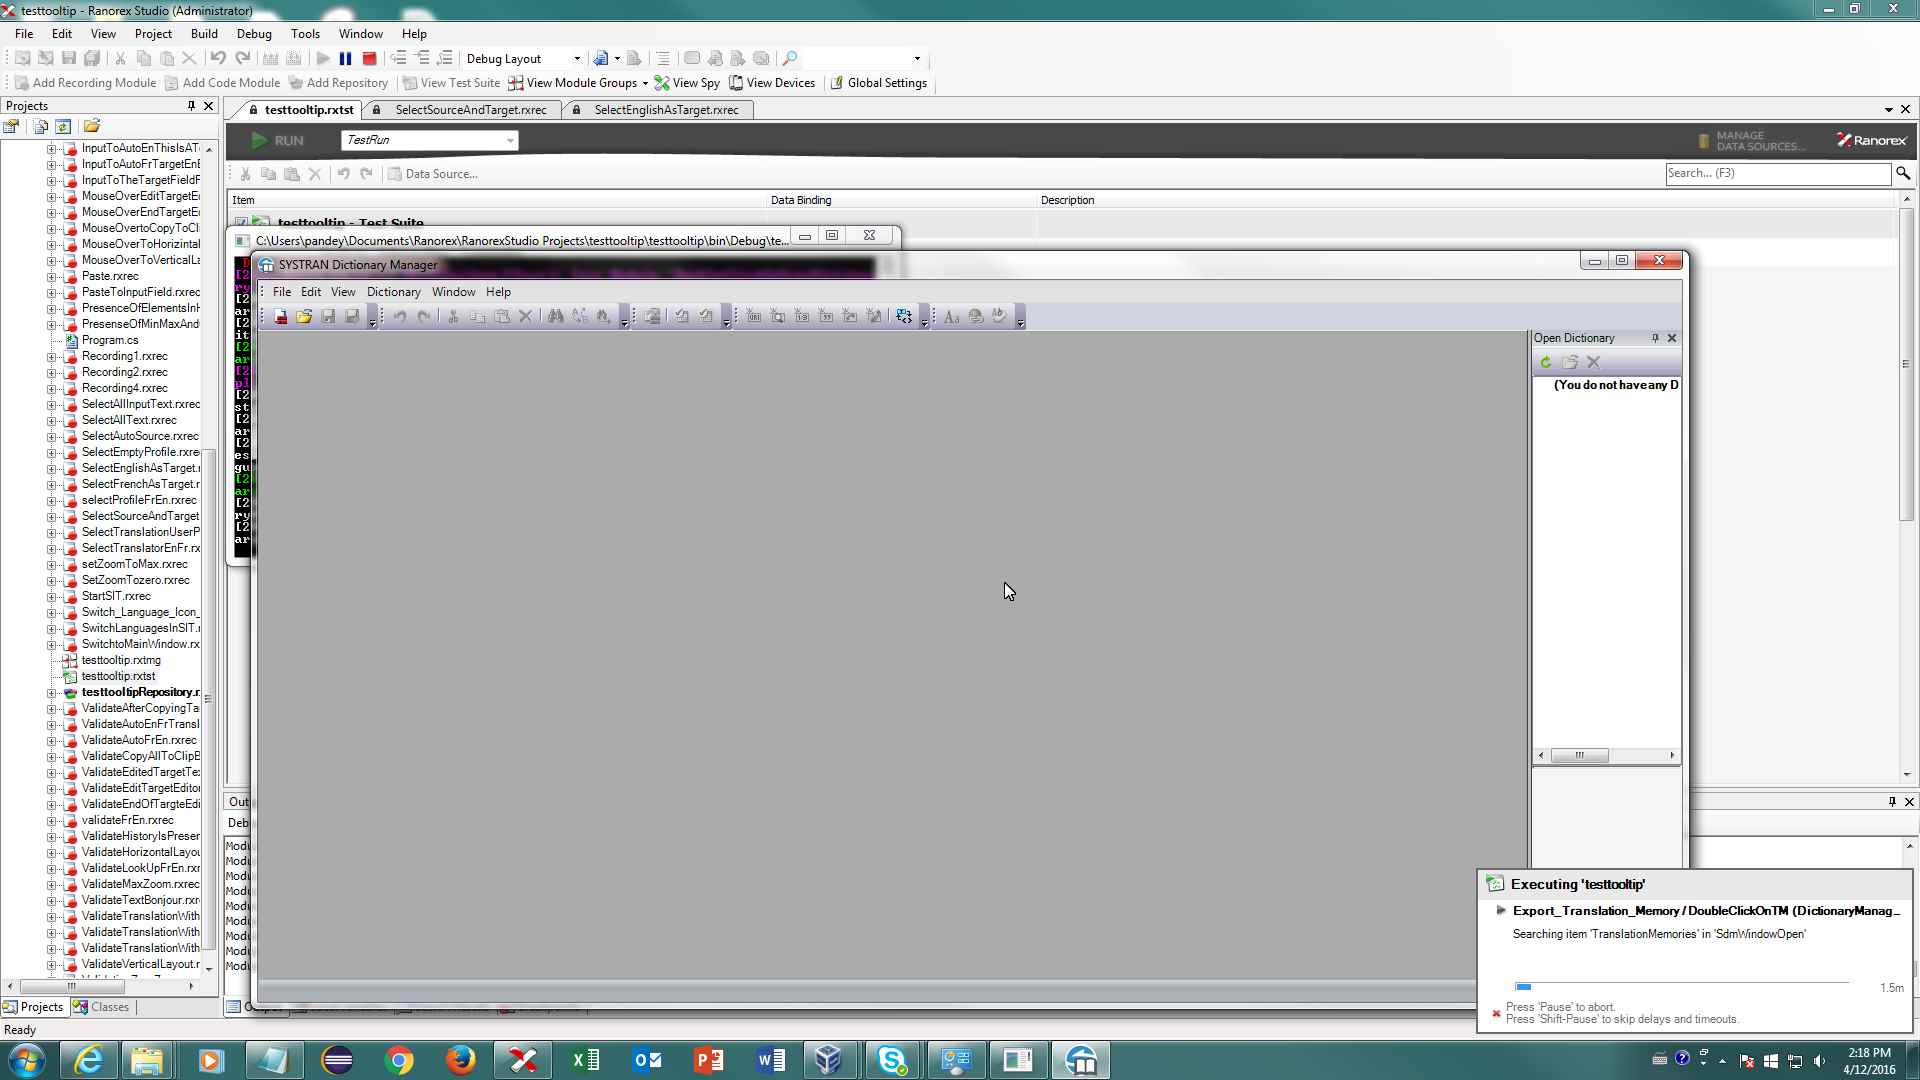 testtooltip - Ranorex Studio (Administrator)
File Edit View Project Build Debug Tools Window Help
Debug Layout
Add Recording Module Add Code Module Add Repository View Test Suite View Module Groups View Spy View Devices Global Settings
Projects
testtooltip.rxtst SelectSourceAndTarget.rxrec SelectEnglishAsTarget.rxrec
RUN TestRun MANAGE DATA SOURCES... Ranorex
Data Source... Search... (F3)
Item Data Binding Description
testtooltip - Test Suite
InputToAutoEnThisIsAT
InputToAutoFrTargetEnE
InputToTheTargetFieldF
MouseOverEditTargetE
MouseOverEndTargetE
MouseOvertoCopyToCl
MouseOverToHorizintal
MouseOverToVerticalLa
Paste.rxrec
PasteToInputField.rxrec
PresenceOfElementsInH
PresenseOfMinMaxAnd
Program.cs
Recording1.rxrec
Recording2.rxrec
Recording4.rxrec
SelectAllInputText.rxrec
SelectAllText.rxrec
SelectAutoSource.rxrec
SelectEmptyProfile.rxre
SelectEnglishAsTarget.r
SelectFrenchAsTarget.r
selectProfileFrEn.rxrec
SelectSourceAndTarget
SelectTranslationUserP
SelectTranslatorEnFr.rx
setZoomToMax.rxrec
SetZoomTozero.rxrec
StartSIT.rxrec
Switch_Language_Icon_
SwitchLanguagesInSIT.r
SwitchtoMainWindow.rx
testtooltip.rxtmg
testtooltip.rxtst
testtooltipRepository.r
ValidateAfterCopyingTa
ValidateAutoEnFrTransl
ValidateAutoFrEn.rxrec
ValidateCopyAllToClipB
ValidateEditedTargetTe
ValidateEditTargetEditor
ValidateEndOfTargteEdi
validateFrEn.rxrec
ValidateHistoryIsPreser
ValidateHorizontalLayou
ValidateLookUpFrEn.rxr
ValidateMaxZoom.rxrec
ValidateTextBonjour.rxr
ValidateTranslationWith
ValidateTranslationWith
ValidateTranslationWith
ValidateVerticalLayout.r
Projects Classes
Ready
C:\Users\pandey\Documents\Ranorex\RanorexStudio Projects\testtooltip\testtooltip\bin\Debug\te...
SYSTRAN Dictionary Manager
File Edit View Dictionary Window Help
Open Dictionary
(You do not have any D
Out
Deb
Modu
Modu
Modu
Modu
Modu
Modu
Modu
Modu
Modu
Executing 'testtooltip'
Export_Translation_Memory / DoubleClickOnTM (DictionaryManag...
Searching item 'TranslationMemories' in 'SdmWindowOpen'
1.5m
Press 'Pause' to abort.
Press 'Shift-Pause' to skip delays and timeouts.
2:18 PM
4/12/2016